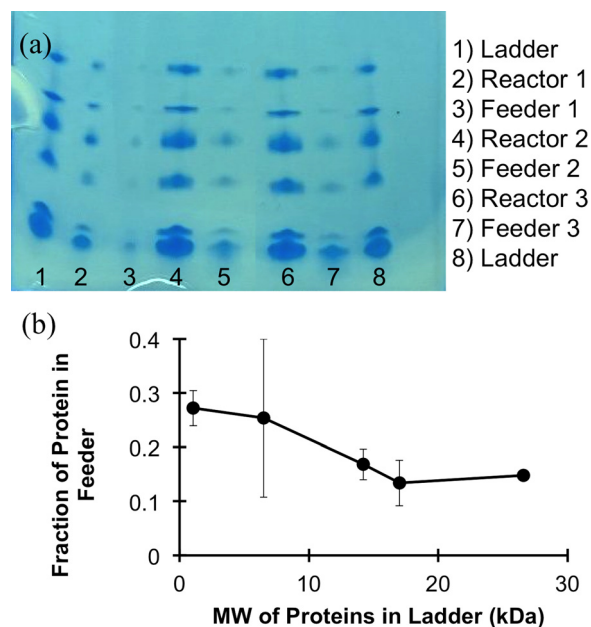 (a)
1) Ladder
2) Reactor 1
3) Feeder 1
4) Reactor 2
5) Feeder 2
6) Reactor 3
7) Feeder 3
8) Ladder
1 2 3 4 5 6 7 8
(b)
Fraction of Protein in
Feeder
0.4
0.3
0.2
0.1
0
0 10 20 30
MW of Proteins in Ladder (kDa)